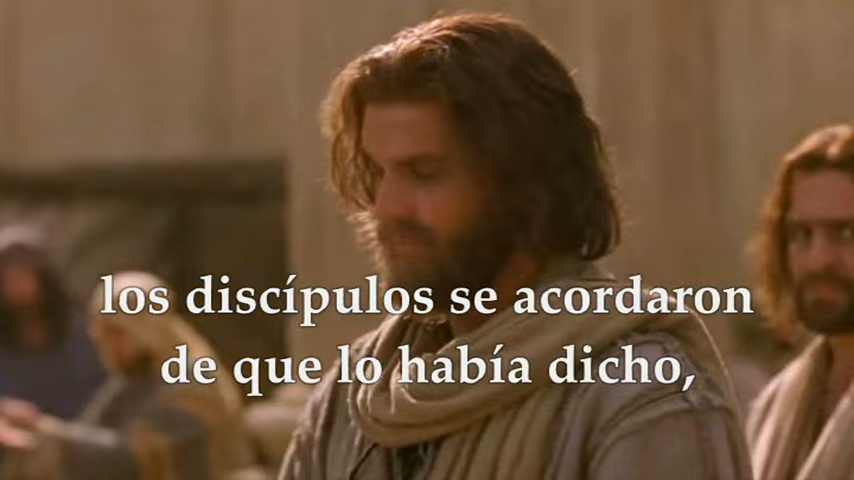 los discípulos se acordaron
de que lo había dicho,